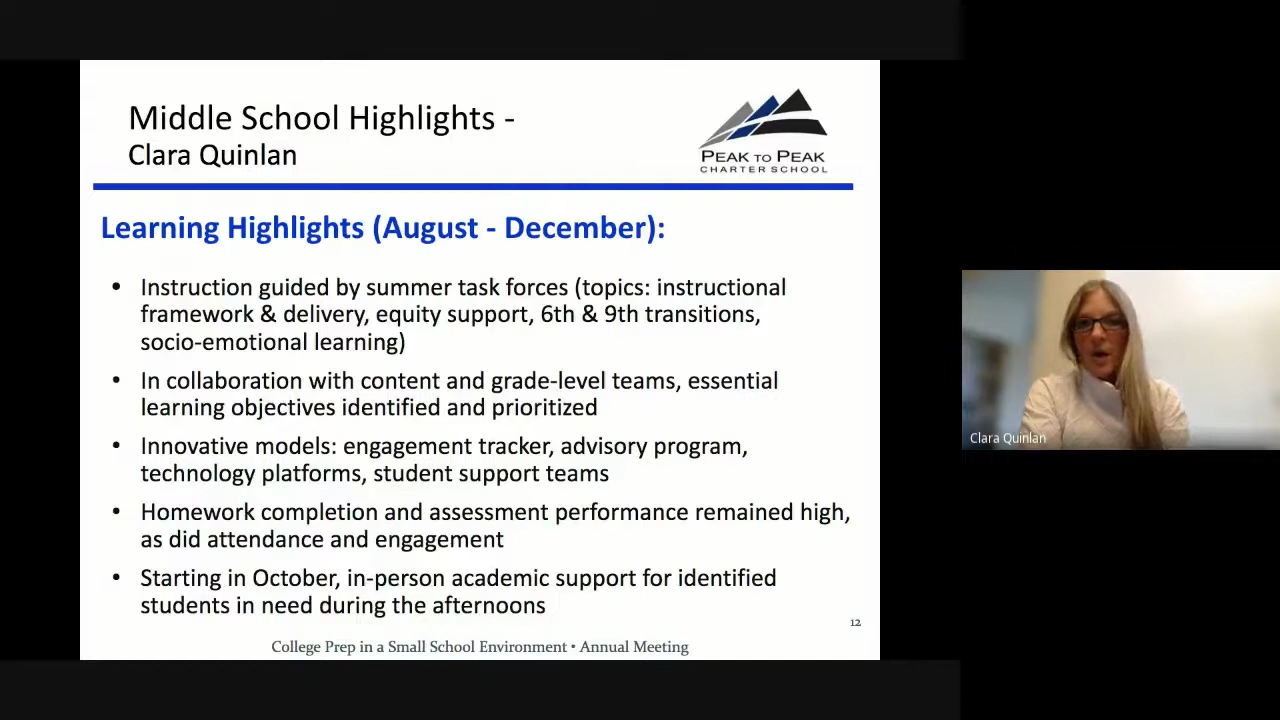 Middle School Highlights -
Clara Quinlan
PEAK TO PEAK
CHARTER SCHOOL
Learning Highlights (August - December):
• Instruction guided by summer task forces (topics: instructional
framework & delivery, equity support, 6th & 9th transitions,
socio-emotional learning)
• In collaboration with content and grade-level teams, essential
learning objectives identified and prioritized
• Innovative models: engagement tracker, advisory program,
technology platforms, student support teams
• Homework completion and assessment performance remained high,
as did attendance and engagement
• Starting in October, in-person academic support for identified
students in need during the afternoons
12
College Prep in a Small School Environment • Annual Meeting
Clara Quinlan